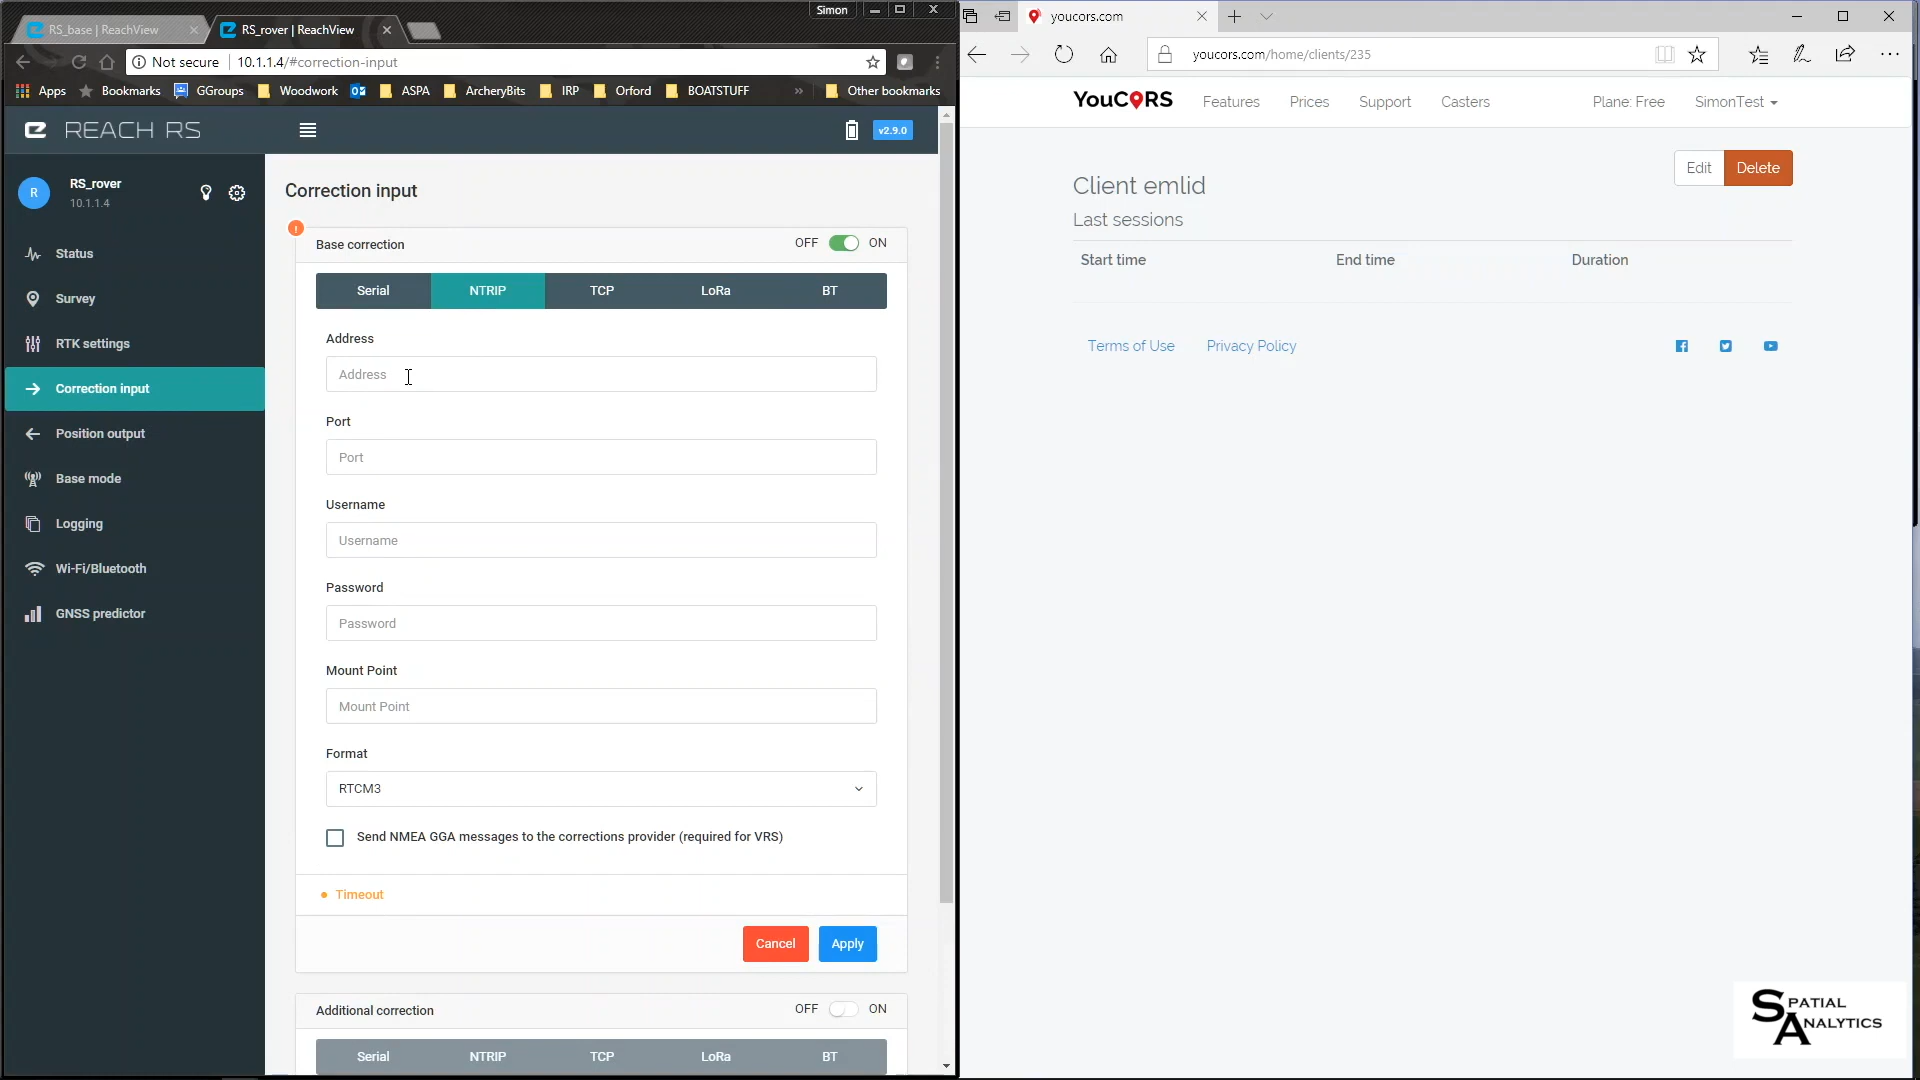 RS_base | ReachView
RS_rover | ReachView
Simon
Not secure
10.1.1.4/#correction-input
Apps
Bookmarks
GGroups
Woodwork
ASPA
ArcheryBits
IRP
Orford
BOATSTUFF
»
Other bookmarks
REACH RS
v2.9.0
R
RS_rover
10.1.1.4
Status
Survey
RTK settings
Correction input
Position output
Base mode
Logging
Wi-Fi/Bluetooth
GNSS predictor
Correction input
!
Base correction
OFF
ON
Serial
NTRIP
TCP
LoRa
BT
Address
Address
Port
Port
Username
Username
Password
Password
Mount Point
Mount Point
Format
RTCM3
Send NMEA GGA messages to the corrections provider (required for VRS)
Timeout
Cancel
Apply
Additional correction
OFF
ON
Serial
NTRIP
TCP
LoRa
BT
youcors.com
youcors.com/home/clients/235
YouCORS
Features
Prices
Support
Casters
Plane: Free
SimonTest
Client emlid
Edit
Delete
Last sessions
Start time
End time
Duration
Terms of Use
Privacy Policy
SPATIAL
ANALYTICS